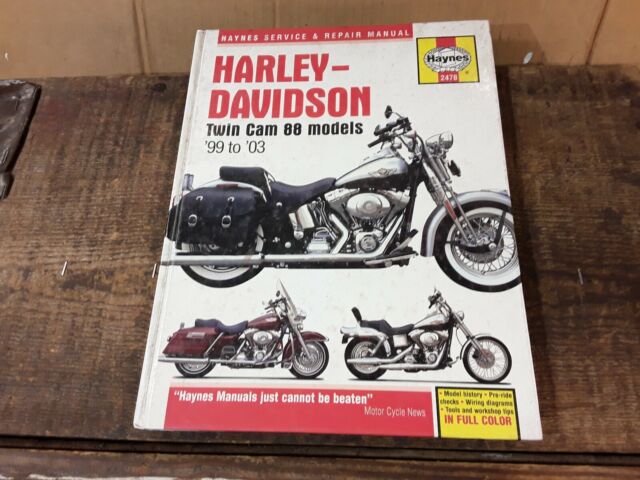 HAYNES SERVICE & REPAIR MANUAL
Haynes
2478
HARLEY-
DAVIDSON
Twin Cam 88 models
'99 to '03
"Haynes Manuals just cannot be beaten"
Motor Cycle News
• Model history • Pre-ride
checks • Wiring diagrams
• Tools and workshop tips
IN FULL COLOR